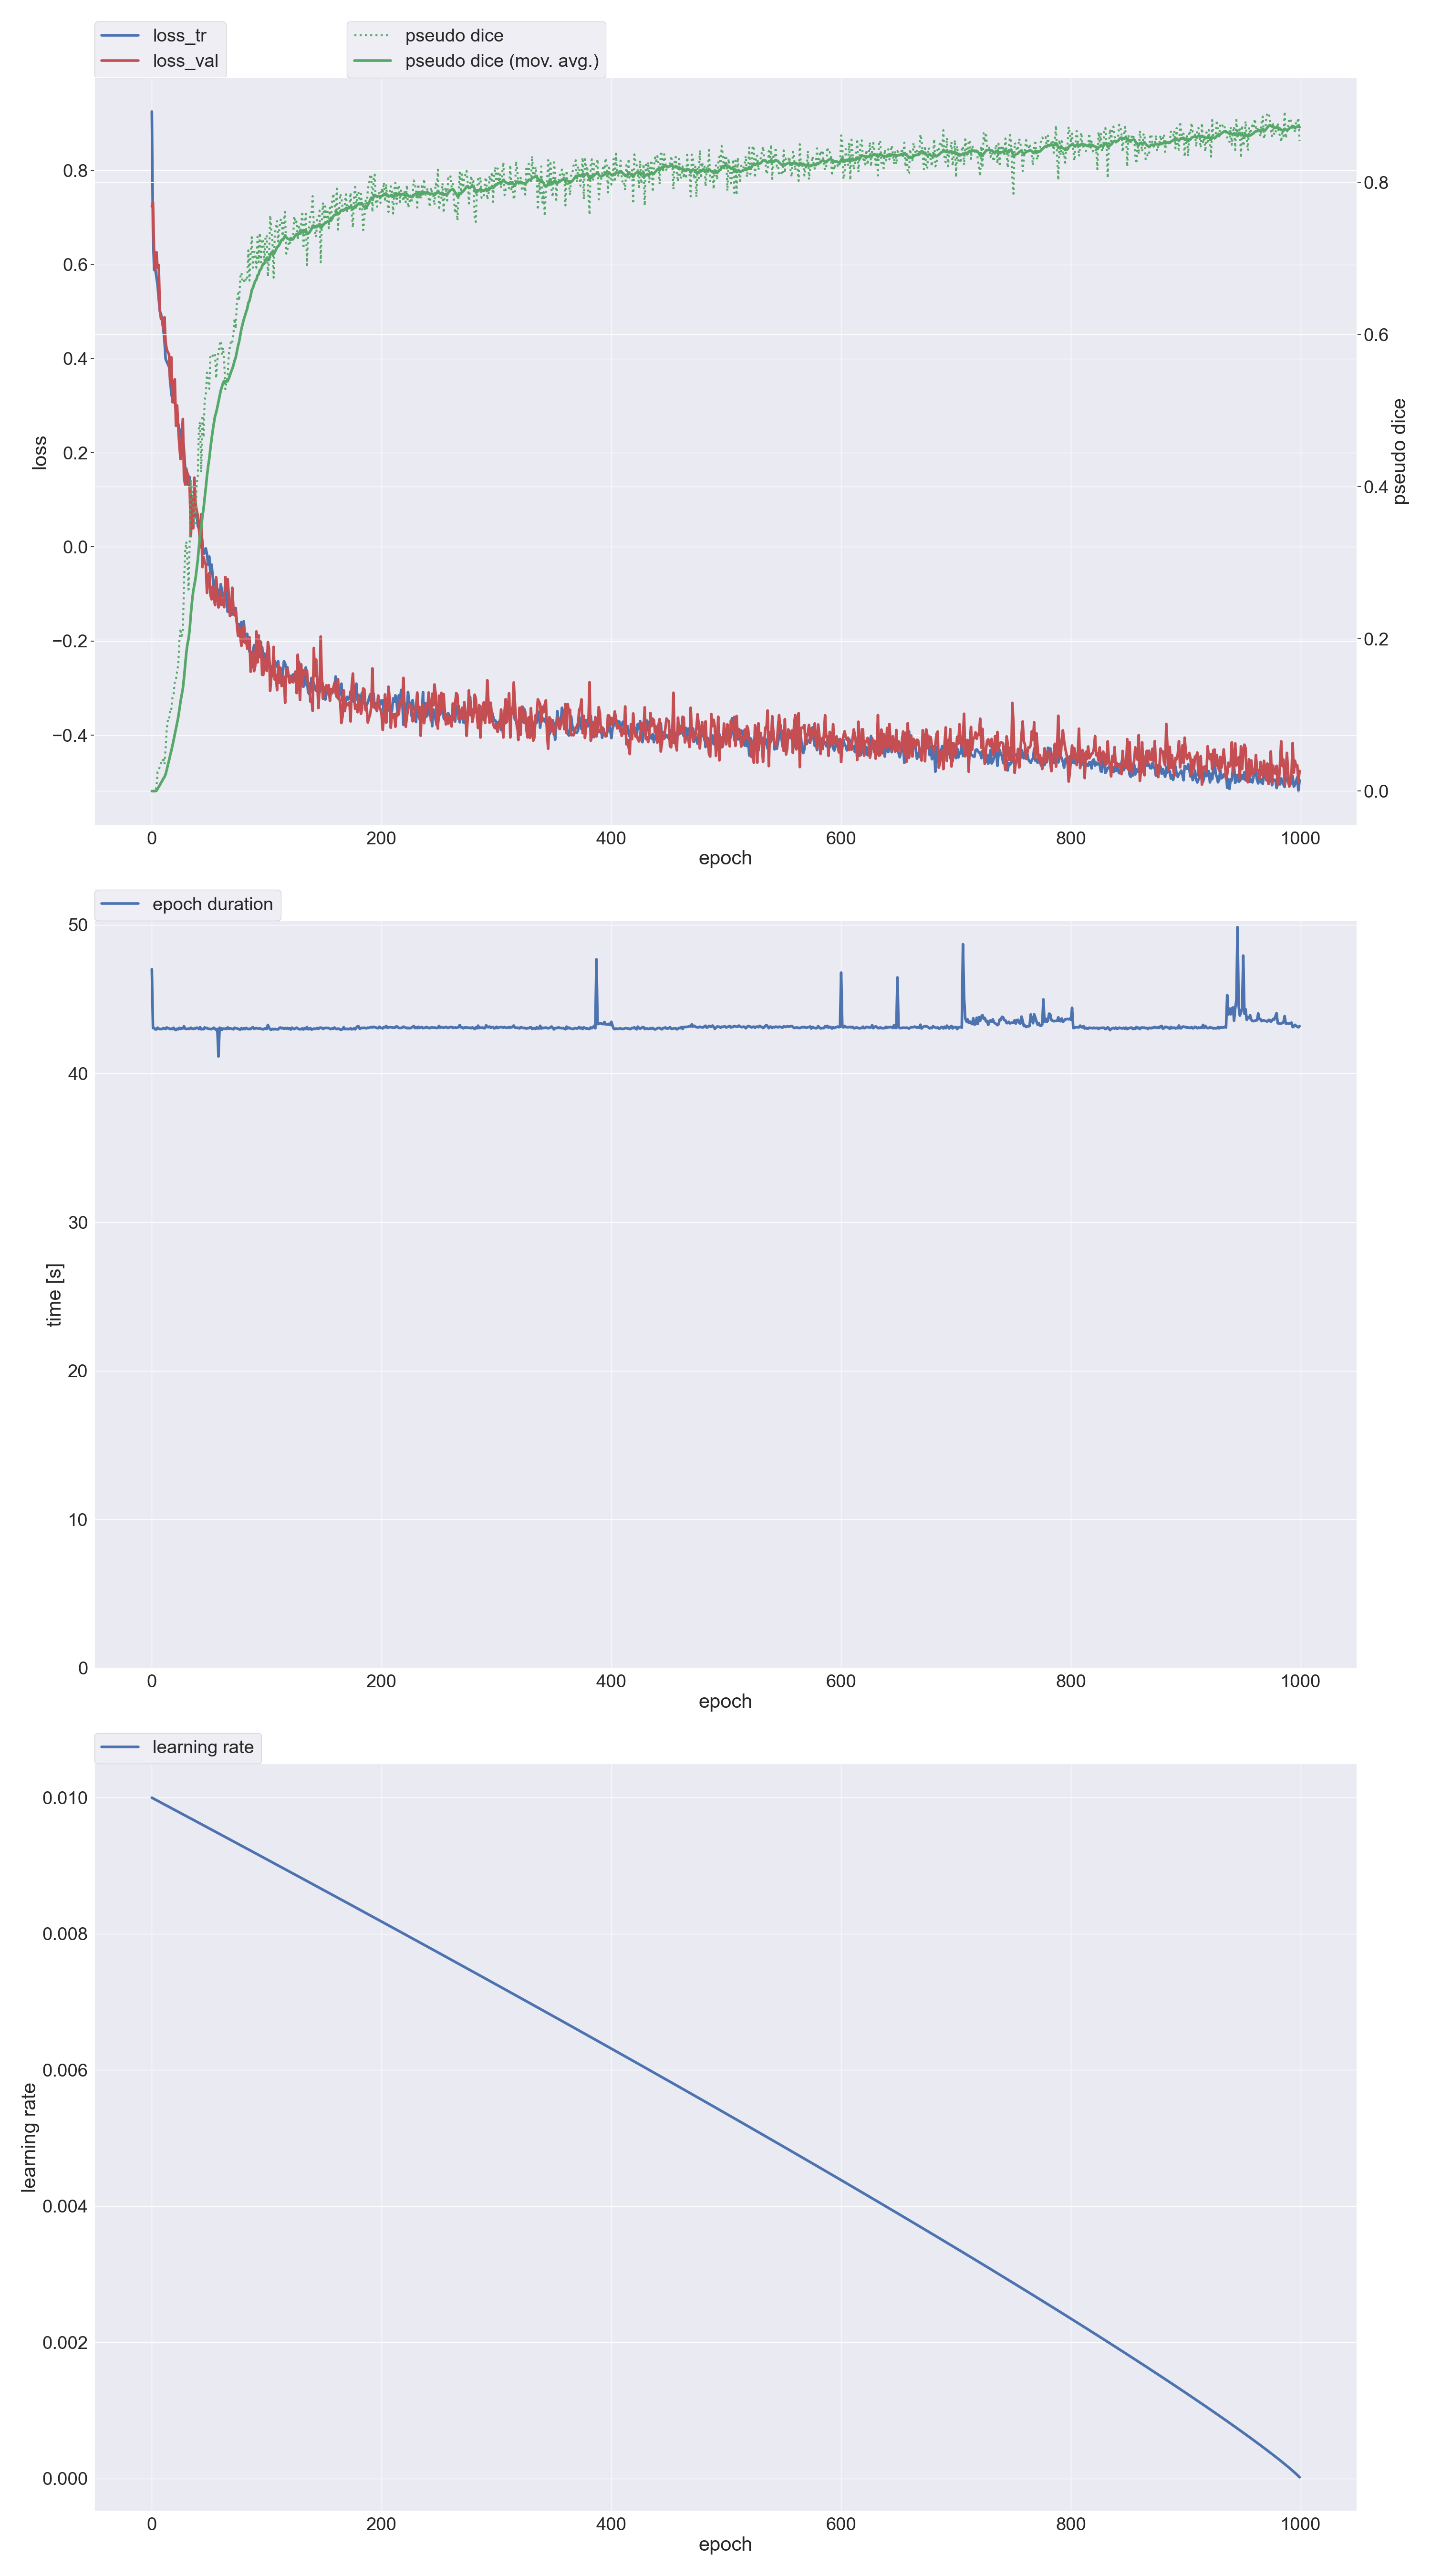 loss_tr
loss_val
pseudo dice
pseudo dice (mov. avg.)
0.8
0.6
0.4
0.2
0.0
−0.2
−0.4
loss
0.8
0.6
0.4
0.2
0.0
pseudo dice
0 200 400 600 800 1000
epoch
epoch duration
50
40
30
20
10
0
time [s]
0 200 400 600 800 1000
epoch
learning rate
0.010
0.008
0.006
0.004
0.002
0.000
learning rate
0 200 400 600 800 1000
epoch